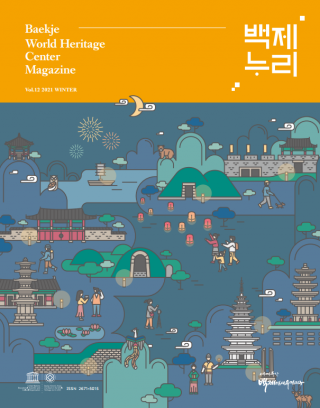 Baekje
World Heritage
Center
Magazine
Vol.12 2021 WINTER
백제
누리